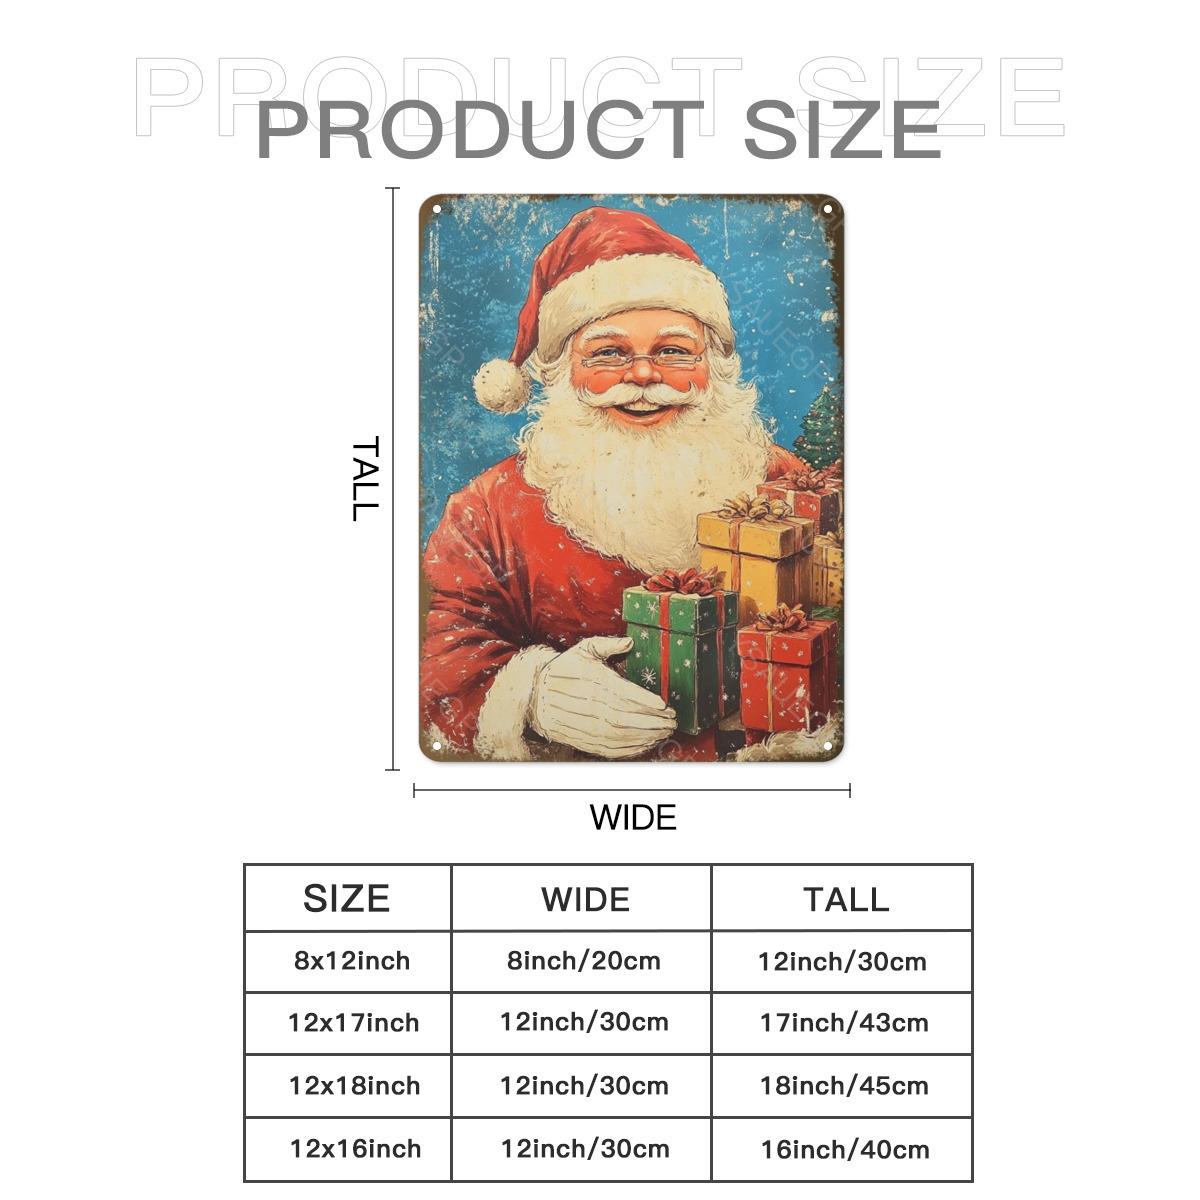 PRODUCT SIZE
PRODUCT SIZE
TALL
WIDE
SIZE WIDE TALL
8x12inch 8inch/20cm 12inch/30cm
12x17inch 12inch/30cm 17inch/43cm
12x18inch 12inch/30cm 18inch/45cm
12x16inch 12inch/30cm 16inch/40cm